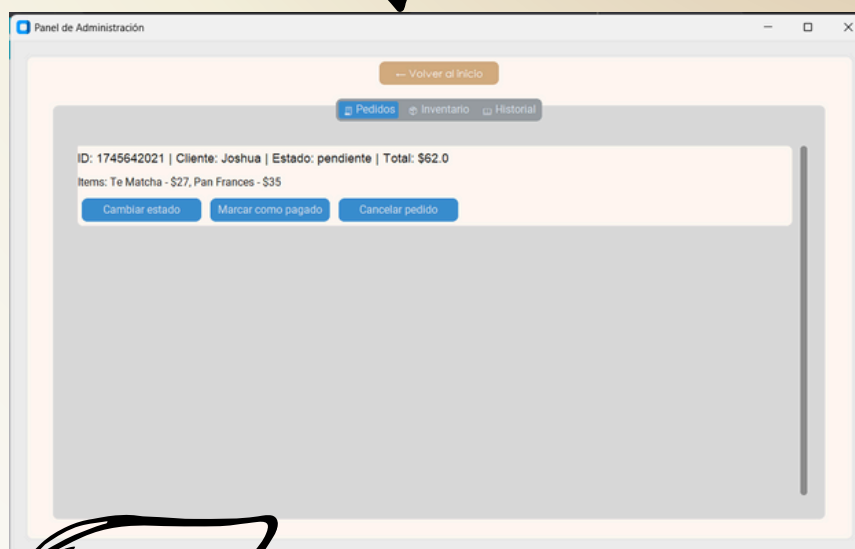 Panel de Administración
← Volver al inicio
Pedidos Inventario Historial
ID: 1745642021 | Cliente: Joshua | Estado: pendiente | Total: $62.0
Items: Te Matcha - $27, Pan Frances - $35
Cambiar estado Marcar como pagado Cancelar pedido